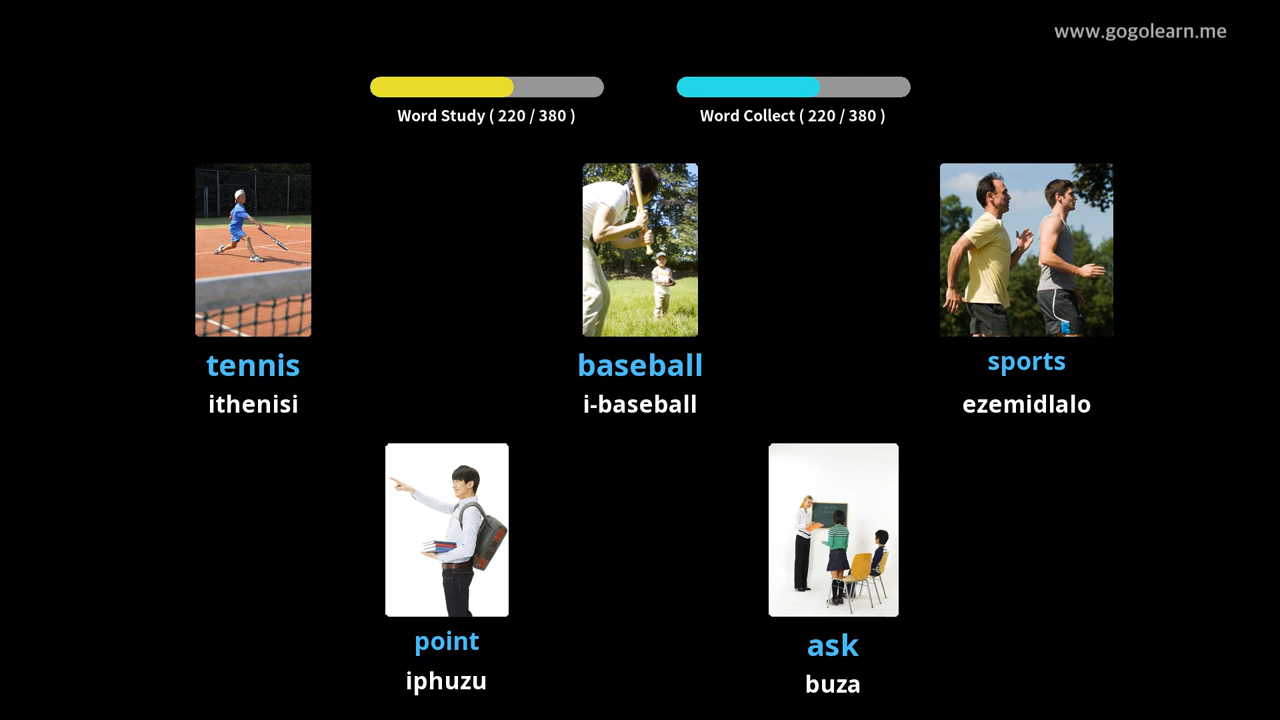 www.gogolearn.me
Word Study ( 220 / 380 )
Word Collect ( 220 / 380 )
tennis
ithenisi
baseball
i-baseball
sports
ezemidlalo
point
iphuzu
ask
buza